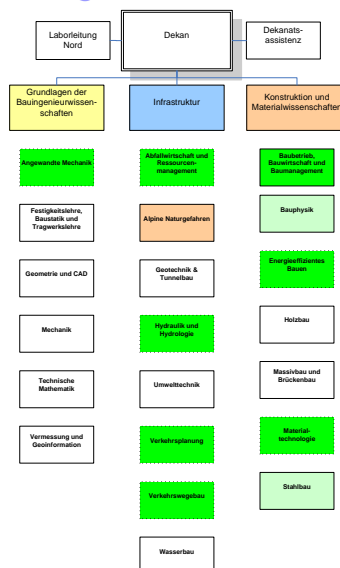 Laborleitung
Nord
Dekan
Dekanats-
assistenz
Grundlagen der
Bauingenieurwissen-
schaften
Infrastruktur
Konstruktion und
Materialwissenschaften
Angewandte Mechanik
Abfallwirtschaft und
Ressourcen-
management
Baubetrieb,
Bauwirtschaft und
Baumanagement
Festigkeitslehre,
Baustatik und
Tragwerkslehre
Alpine Naturgefahren
Bauphysik
Geometrie und CAD
Geotechnik &
Tunnelbau
Energieeffizientes
Bauen
Mechanik
Hydraulik und
Hydrologie
Holzbau
Technische
Mathematik
Umwelttechnik
Massivbau und
Brückenbau
Vermessung und
Geoinformation
Verkehrsplanung
Material-
technologie
Verkehrswegebau
Stahlbau
Wasserbau